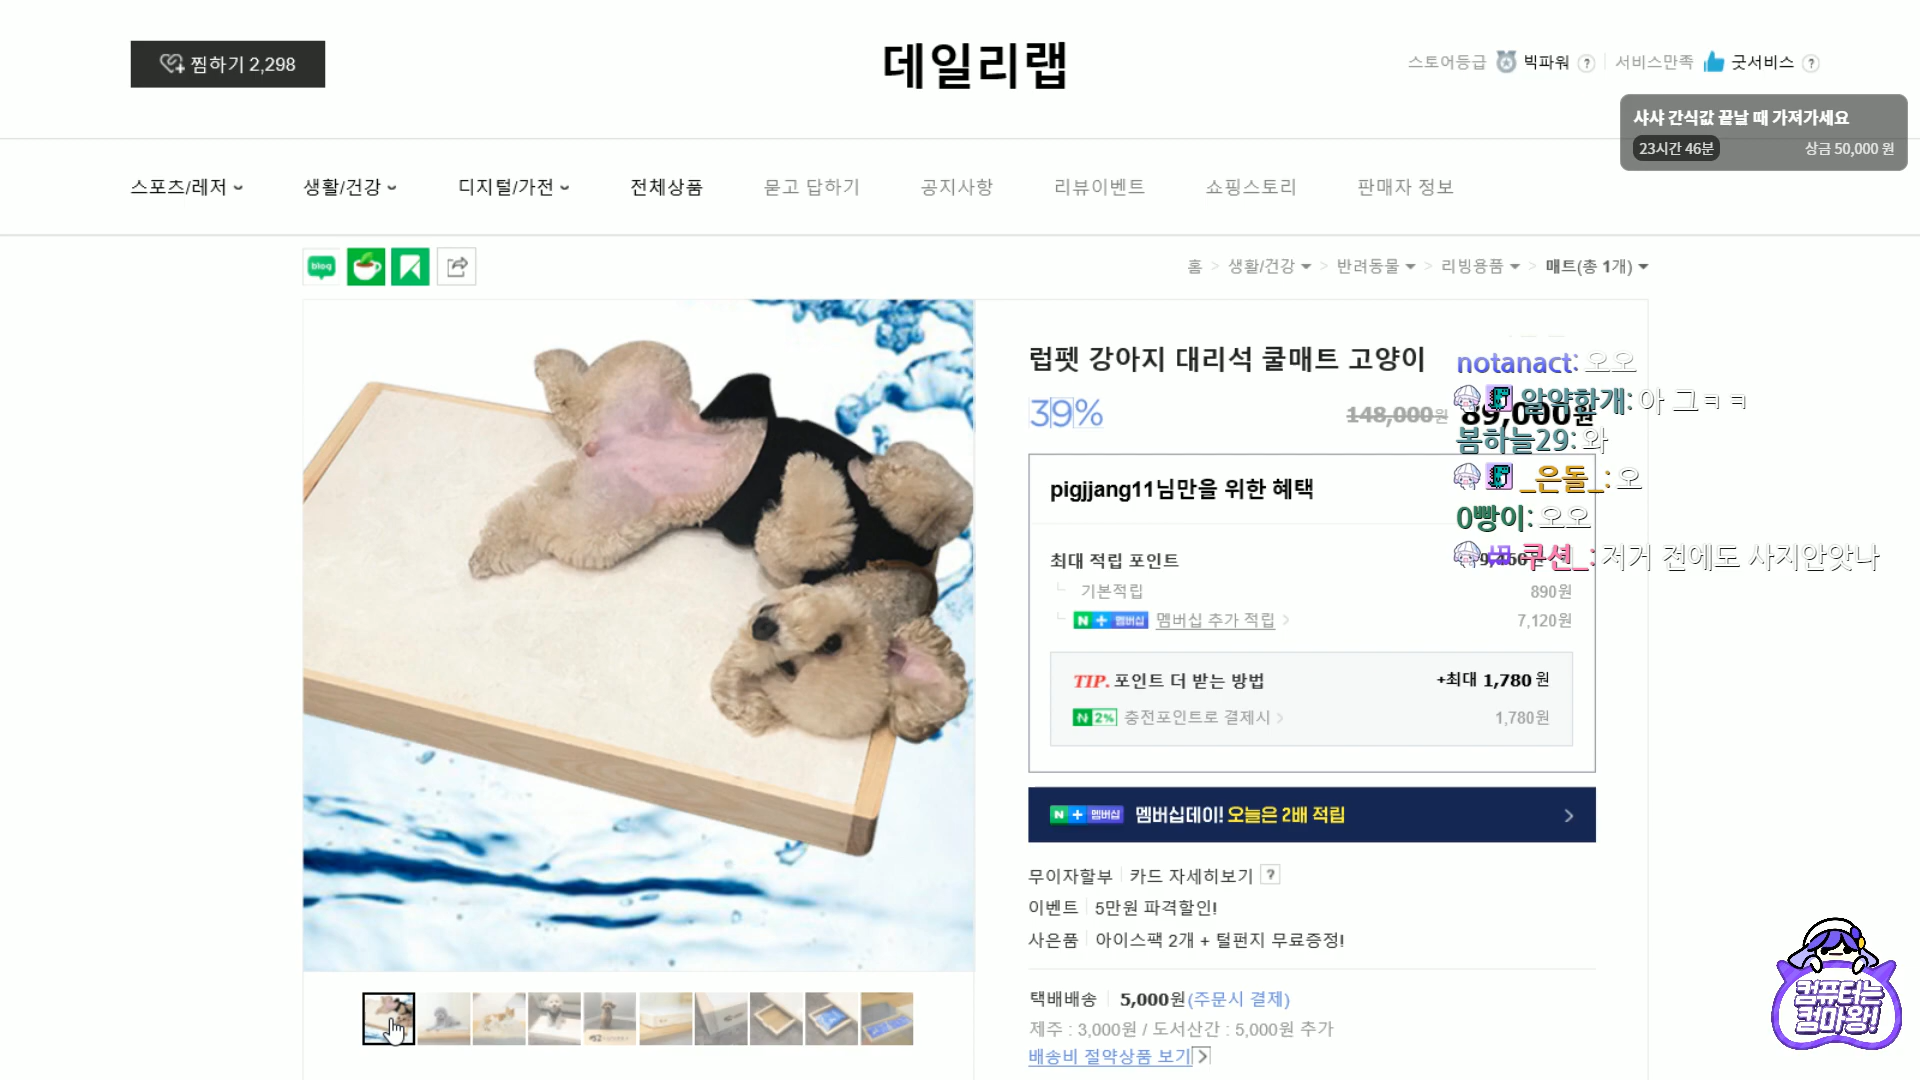 찜하기 2,298
데일리랩
스토어등급 빅파워 ? 서비스만족 굿서비스 ?
샤샤 간식값 끝날 때 가져가세요
23시간 46분 상금 50,000 원
스포츠/레저 생활/건강 디지털/가전 전체상품 묻고 답하기 공지사항 리뷰이벤트 쇼핑스토리 판매자 정보
blog
홈 > 생활/건강 > 반려동물 > 리빙용품 > 매트(총 1개)
럽펫 강아지 대리석 쿨매트 고양이
39% 148,000원 89,000원
notanact: 오오
알약한개: 아 그ㅋㅋ
봄하늘29: 와
_은돌_: 오
0빵이: 오오
쿠션_: 저거 전에도 사지안앗나
pigjjang11님만을 위한 혜택
최대 적립 포인트
기본적립 890원
N+ 멤버십 멤버십 추가 적립 > 7,120원
TIP. 포인트 더 받는 방법 +최대 1,780 원
N 2% 충전포인트로 결제시 > 1,780원
N+ 멤버십 멤버십데이! 오늘은 2배 적립 >
무이자할부 카드 자세히보기 ?
이벤트 5만원 파격할인!
사은품 아이스팩 2개 + 털펀지 무료증정!
택배배송 5,000원(주문시 결제)
제주 : 3,000원 / 도서산간 : 5,000원 추가
배송비 절약상품 보기 >
컴퓨터는
컴마왕!